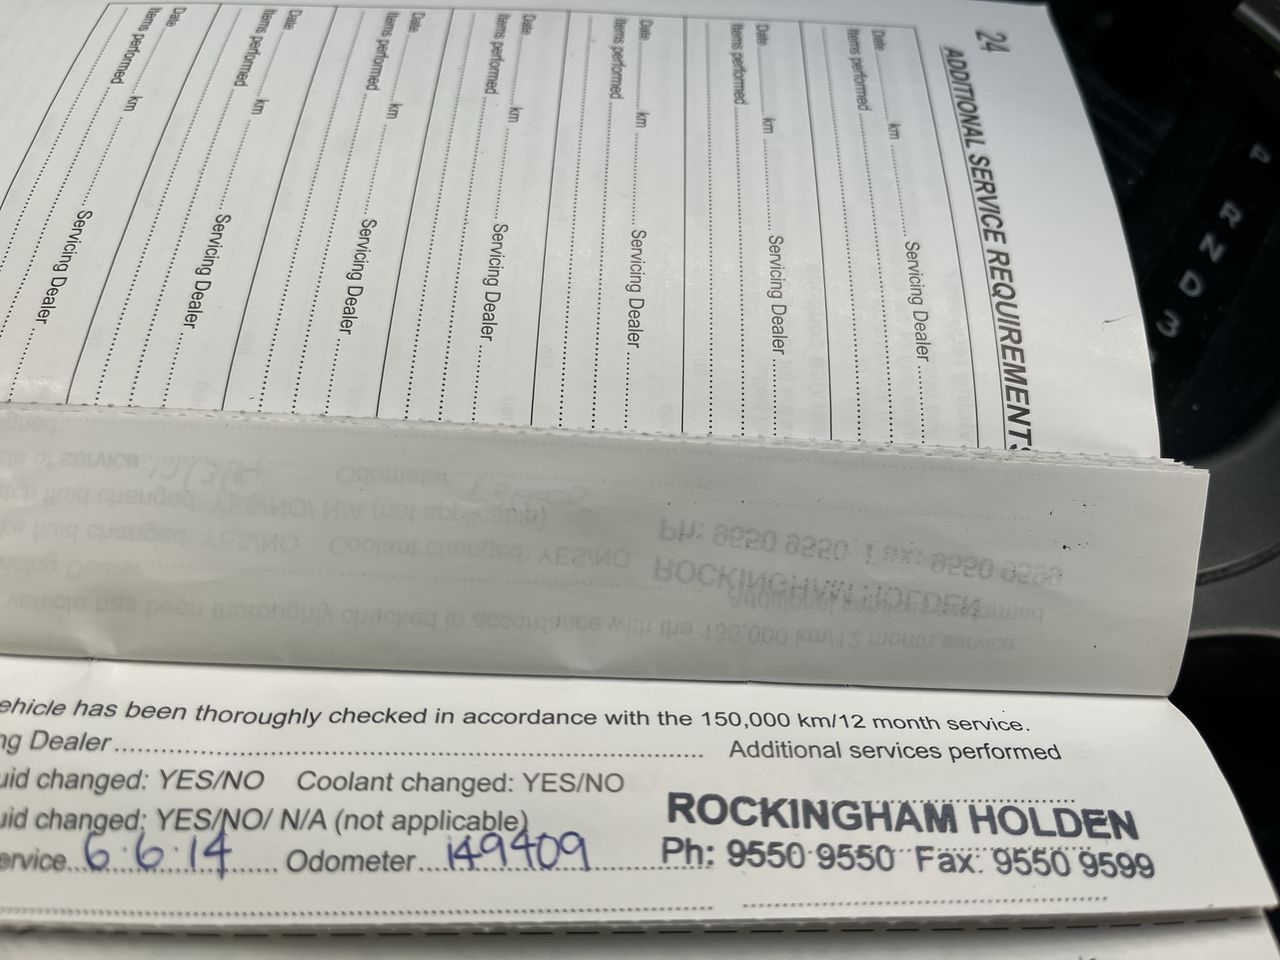 24
ADDITIONAL SERVICE REQUIREMENTS
Date..........km..........Servicing Dealer..........
Items performed..........
Date..........km..........Servicing Dealer..........
Items performed..........
Date..........km..........Servicing Dealer..........
Items performed..........
Date..........km..........Servicing Dealer..........
Items performed..........
Date..........km..........Servicing Dealer..........
Items performed..........
Date..........km..........Servicing Dealer..........
Items performed..........
Date..........km..........Servicing Dealer..........
Items performed..........
Servicing Dealer
P
R
N
D
3
ehicle has been thoroughly checked in accordance with the 150,000 km/12 month service.
ng Dealer.......... Additional services performed
uid changed: YES/NO Coolant changed: YES/NO
uid changed: YES/NO/ N/A (not applicable)
ROCKINGHAM HOLDEN
ervice...6.6.14.......... Odometer....149409..........
Ph: 9550 9550 Fax: 9550 9599